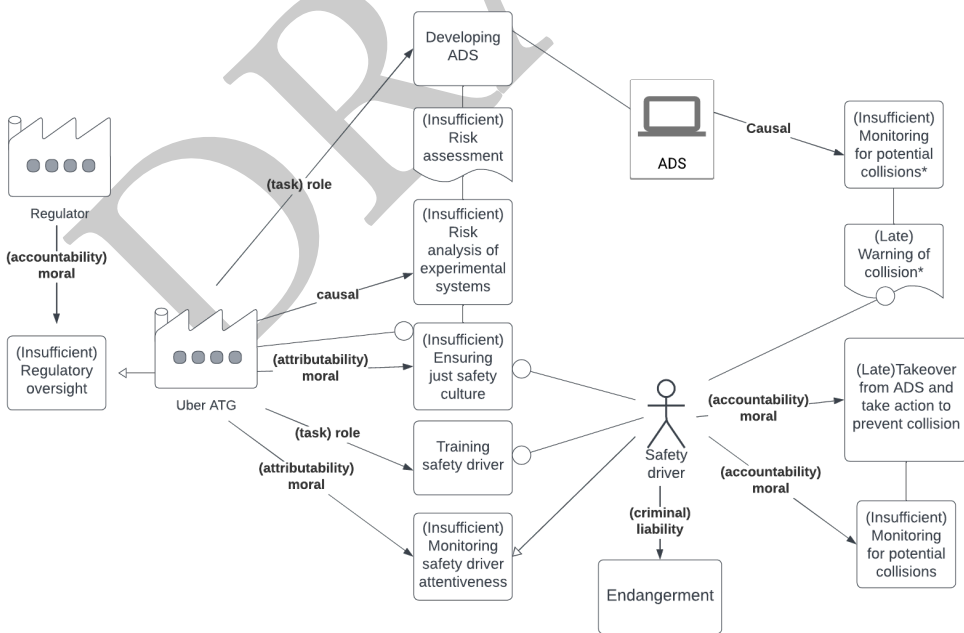 Developing
ADS
(Insufficient)
Risk
assessment
ADS
Causal
(Insufficient)
Monitoring
for potential
collisions*
(task) role
Regulator
(accountability)
moral
(Insufficient)
Risk
analysis of
experimental
systems
(Late)
Warning of
collision*
causal
(Insufficient)
Regulatory
oversight
Uber ATG
(attributability)
moral
(Insufficient)
Ensuring
just safety
culture
(task) role
Training
safety driver
(attributability)
moral
(Insufficient)
Monitoring
safety driver
attentiveness
Safety
driver
(accountability)
moral
(Late)Takeover
from ADS and
take action to
prevent collision
(accountability)
moral
(Insufficient)
Monitoring
for potential
collisions
(criminal)
liability
Endangerment